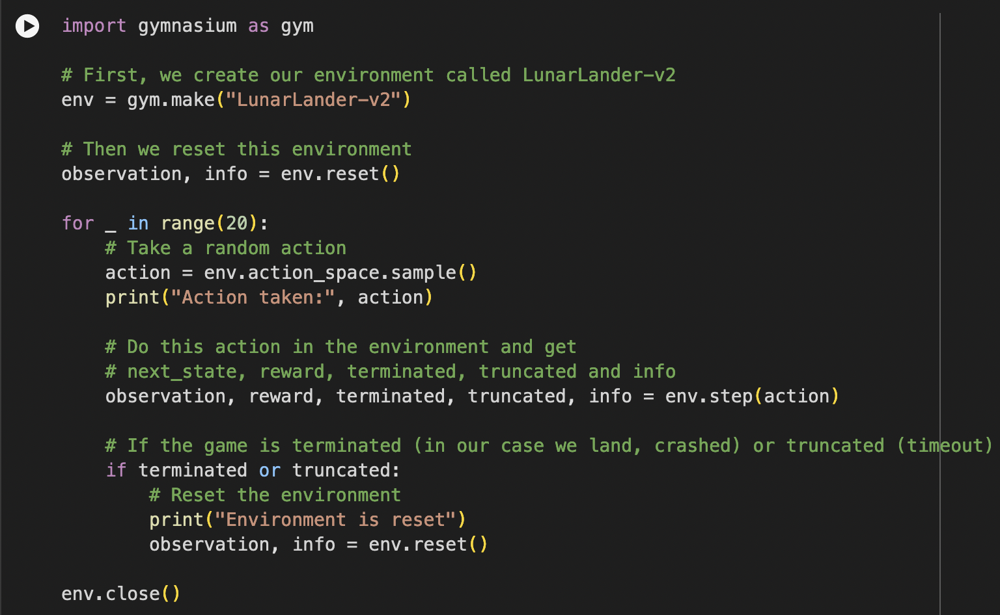 import gymnasium as gym
# First, we create our environment called LunarLander-v2
env = gym.make("LunarLander-v2")
# Then we reset this environment
observation, info = env.reset()
for _ in range(20):
    # Take a random action
    action = env.action_space.sample()
    print("Action taken:", action)
    # Do this action in the environment and get
    # next_state, reward, terminated, truncated and info
    observation, reward, terminated, truncated, info = env.step(action)
    # If the game is terminated (in our case we land, crashed) or truncated (timeout)
    if terminated or truncated:
        # Reset the environment
        print("Environment is reset")
        observation, info = env.reset()
env.close()